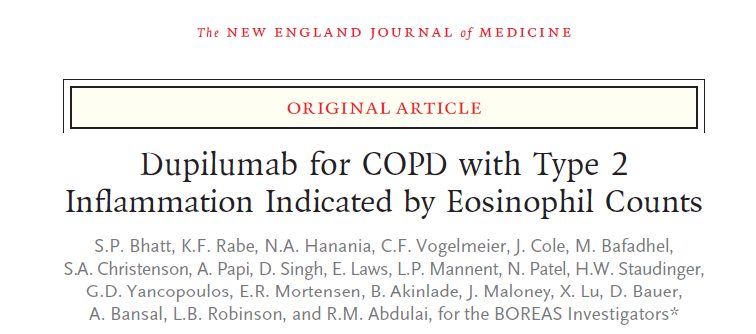 The NEW ENGLAND JOURNAL of MEDICINE
ORIGINAL ARTICLE
Dupilumab for COPD with Type 2
Inflammation Indicated by Eosinophil Counts
S.P. Bhatt, K.F. Rabe, N.A. Hanania, C.F. Vogelmeier, J. Cole, M. Bafadhel,
S.A. Christenson, A. Papi, D. Singh, E. Laws, L.P. Mannent, N. Patel, H.W. Staudinger,
G.D. Yancopoulos, E.R. Mortensen, B. Akinlade, J. Maloney, X. Lu, D. Bauer,
A. Bansal, L.B. Robinson, and R.M. Abdulai, for the BOREAS Investigators*